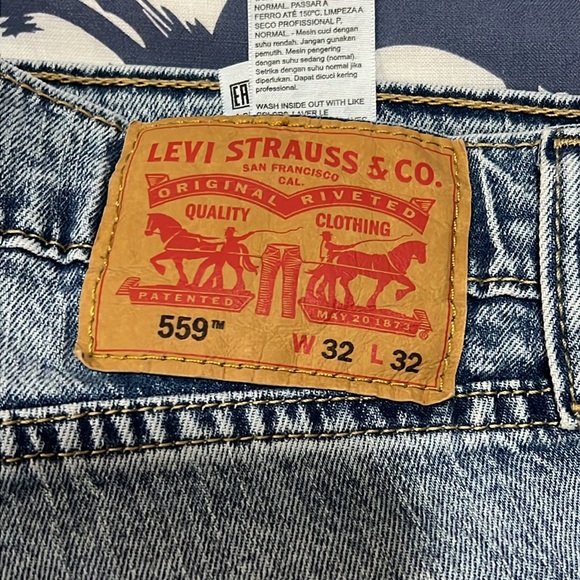 NORMAL. PASSAR A
FERRO ATÉ 150°C. LIMPEZA A
SECO PROFISSIONAL P.
NORMAL. - Mesin cuci dengan
suhu rendah. Jangan gunakan
pemutih. Mesin pengering
dengan suhu normal.
Setrika dengan suhu normal jika
diperlukan. Dapat dicuci kering
professional.
EAC
WASH INSIDE OUT WITH LIKE
LEVI STRAUSS & CO.
SAN FRANCISCO
CAL.
ORIGINAL RIVETED
QUALITY CLOTHING
PATENTED MAY 20 1873
559™ W 32 L 32